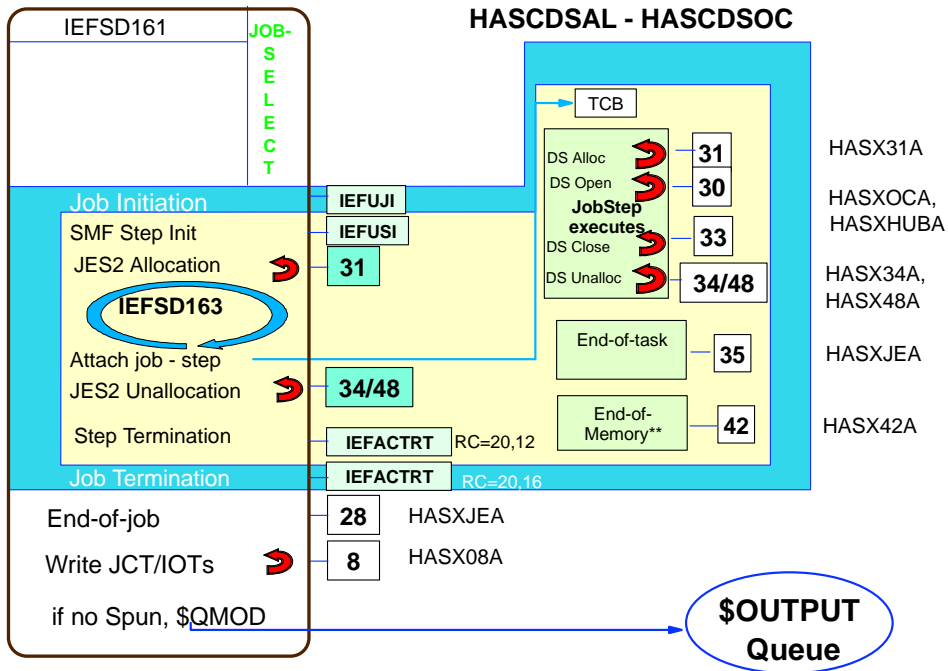 HASCDSAL - HASCDSOC
IEFSD161
JOB-
S
E
L
E
C
T
Job Initiation
IEFUJI
SMF Step Init
IEFUSI
JES2 Allocation
31
IEFSD163
Attach job - step
JES2 Unallocation
34/48
Step Termination
IEFACTRT
RC=20,12
Job Termination
IEFACTRT
RC=20,16
End-of-job
28
HASXJEA
Write JCT/IOTs
8
HASX08A
if no Spun, $QMOD
TCB
DS Alloc
31
HASX31A
DS Open
30
HASXOCA,
HASXHUBA
JobStep
executes
DS Close
33
DS Unalloc
34/48
HASX34A,
HASX48A
End-of-task
35
HASXJEA
End-of-
Memory**
42
HASX42A
$OUTPUT
Queue